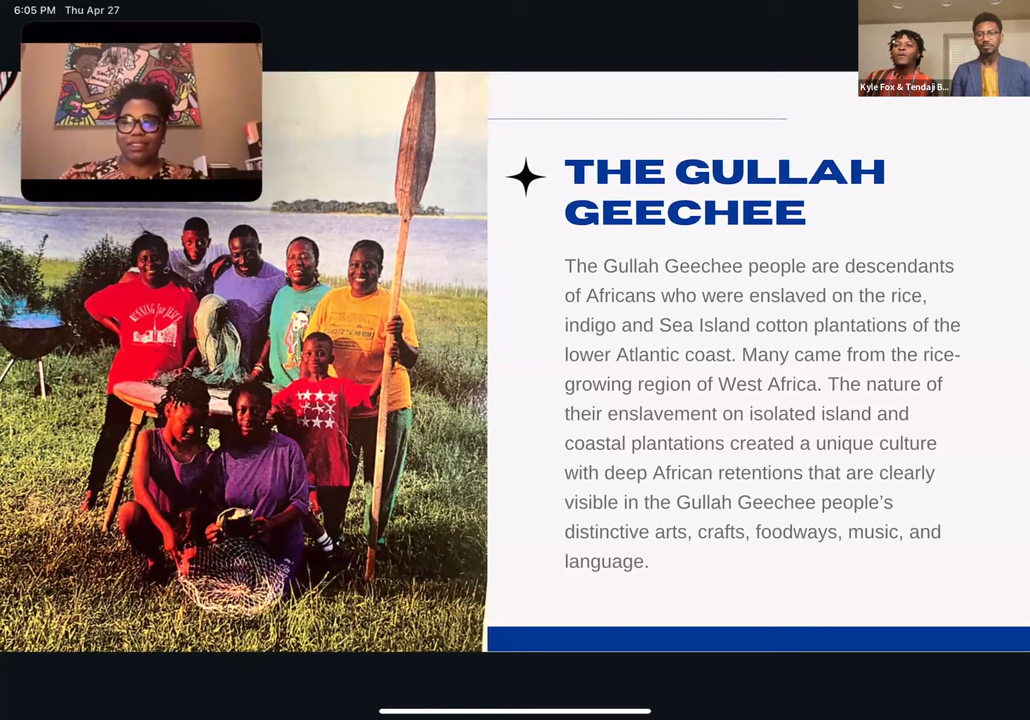 6:05 PM Thu Apr 27
Kyle Fox & Tendaji B...
THE GULLAH
GEECHEE
The Gullah Geechee people are descendants
of Africans who were enslaved on the rice,
indigo and Sea Island cotton plantations of the
lower Atlantic coast. Many came from the rice-
growing region of West Africa. The nature of
their enslavement on isolated island and
coastal plantations created a unique culture
with deep African retentions that are clearly
visible in the Gullah Geechee people’s
distinctive arts, crafts, foodways, music, and
language.
RUNNING for JESUS